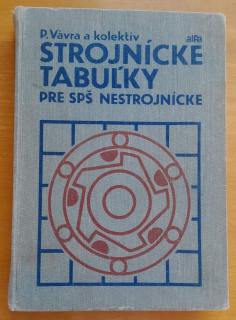 P. Vávra a kolektív
alfa
STROJNÍCKE
TABUĽKY
PRE SPŠ NESTROJNÍCKE